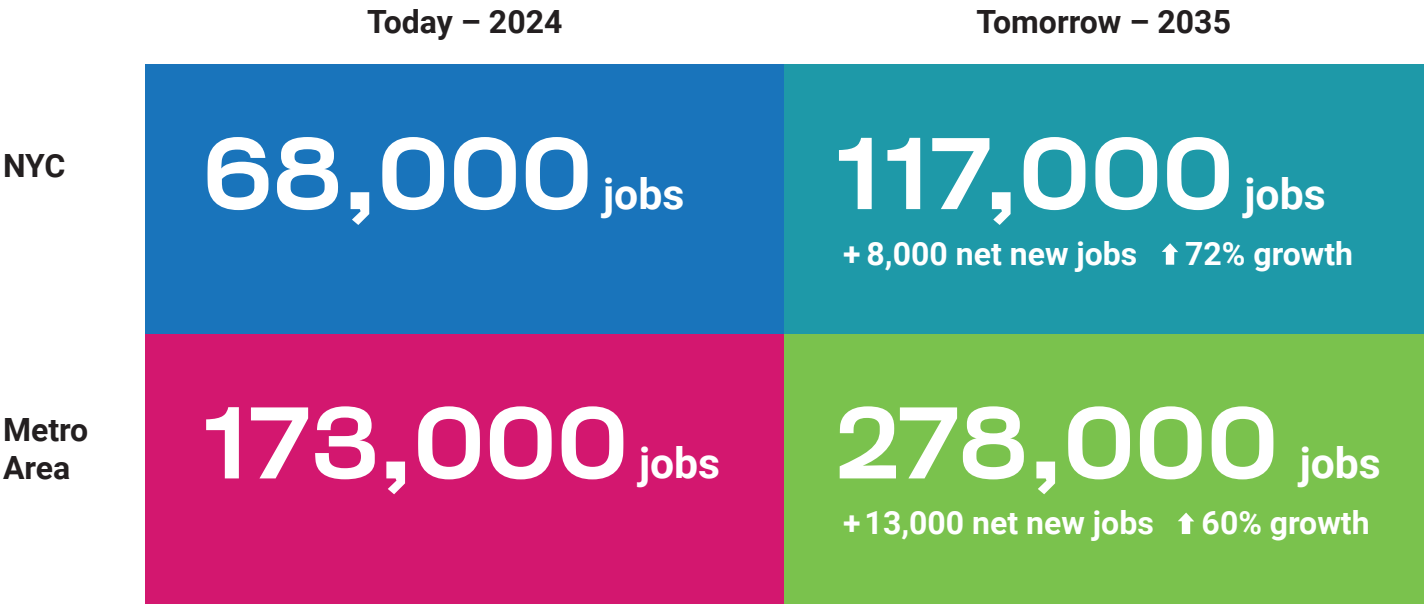 Today – 2024
Tomorrow – 2035
NYC
68,000 jobs
117,000 jobs
+ 8,000 net new jobs ⬆ 72% growth
Metro
Area
173,000 jobs
278,000 jobs
+ 13,000 net new jobs ⬆ 60% growth